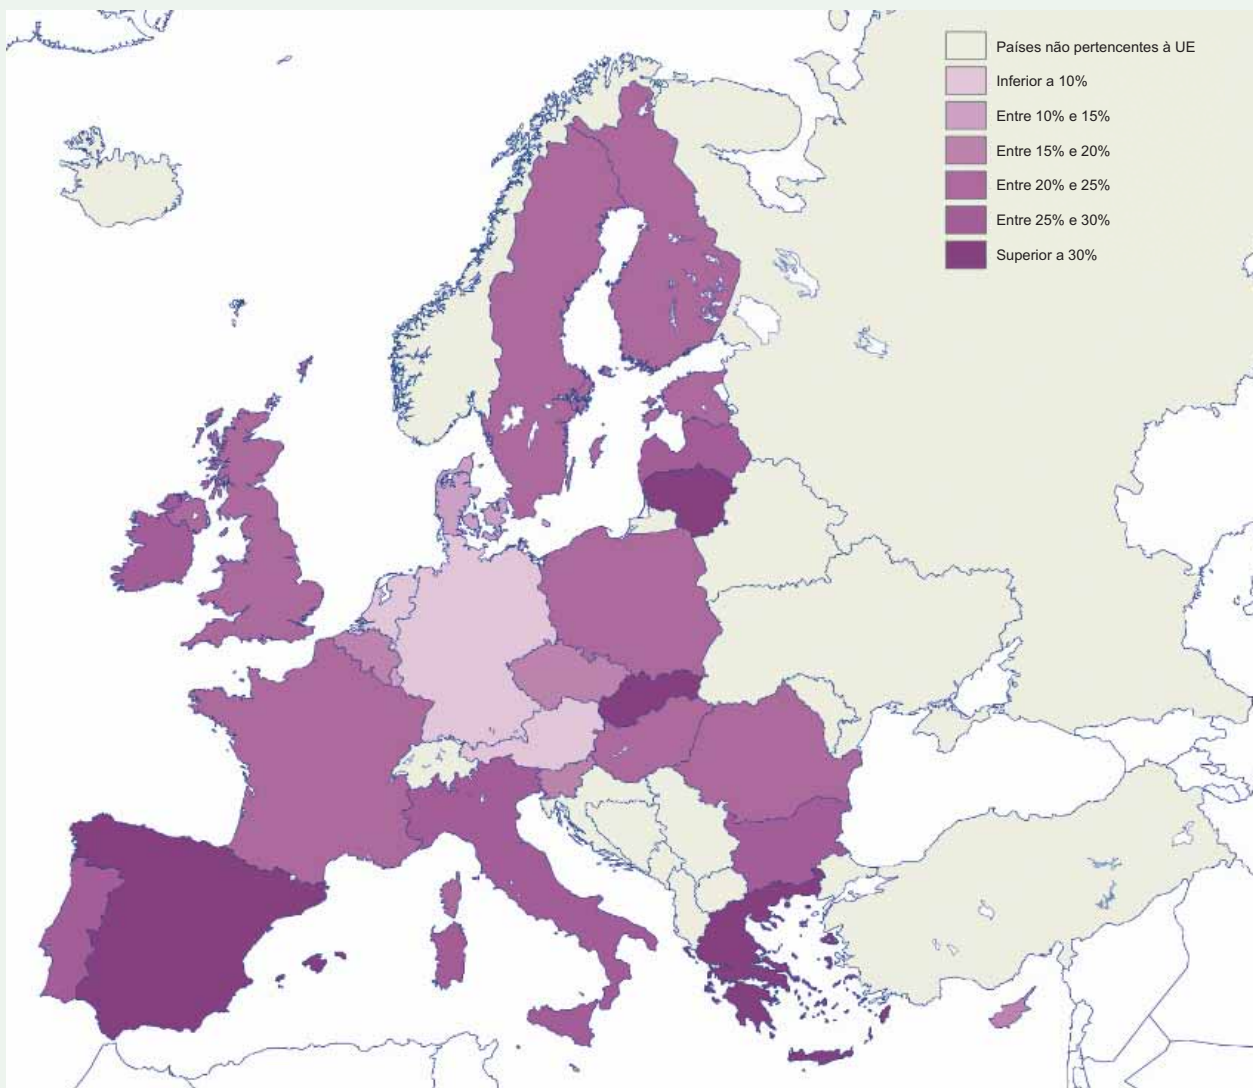 Países não pertencentes à UE
Inferior a 10%
Entre 10% e 15%
Entre 15% e 20%
Entre 20% e 25%
Entre 25% e 30%
Superior a 30%